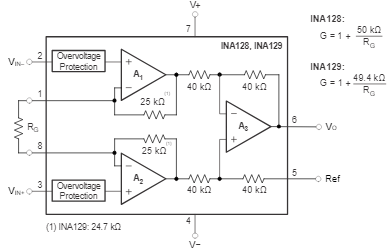 V+
7
INA128:
G = 1 + 50 kΩ / RG
INA128, INA129
INA129:
G = 1 + 49.4 kΩ / RG
2
VIN–
Overvoltage
Protection
+
A1
–
40 kΩ
40 kΩ
1
(1)
25 kΩ
–
A3
+
6
VO
RG
25 kΩ
(1)
8
–
A2
+
5
Ref
3
VIN+
Overvoltage
Protection
40 kΩ
40 kΩ
4
(1) INA129: 24.7 kΩ
V–